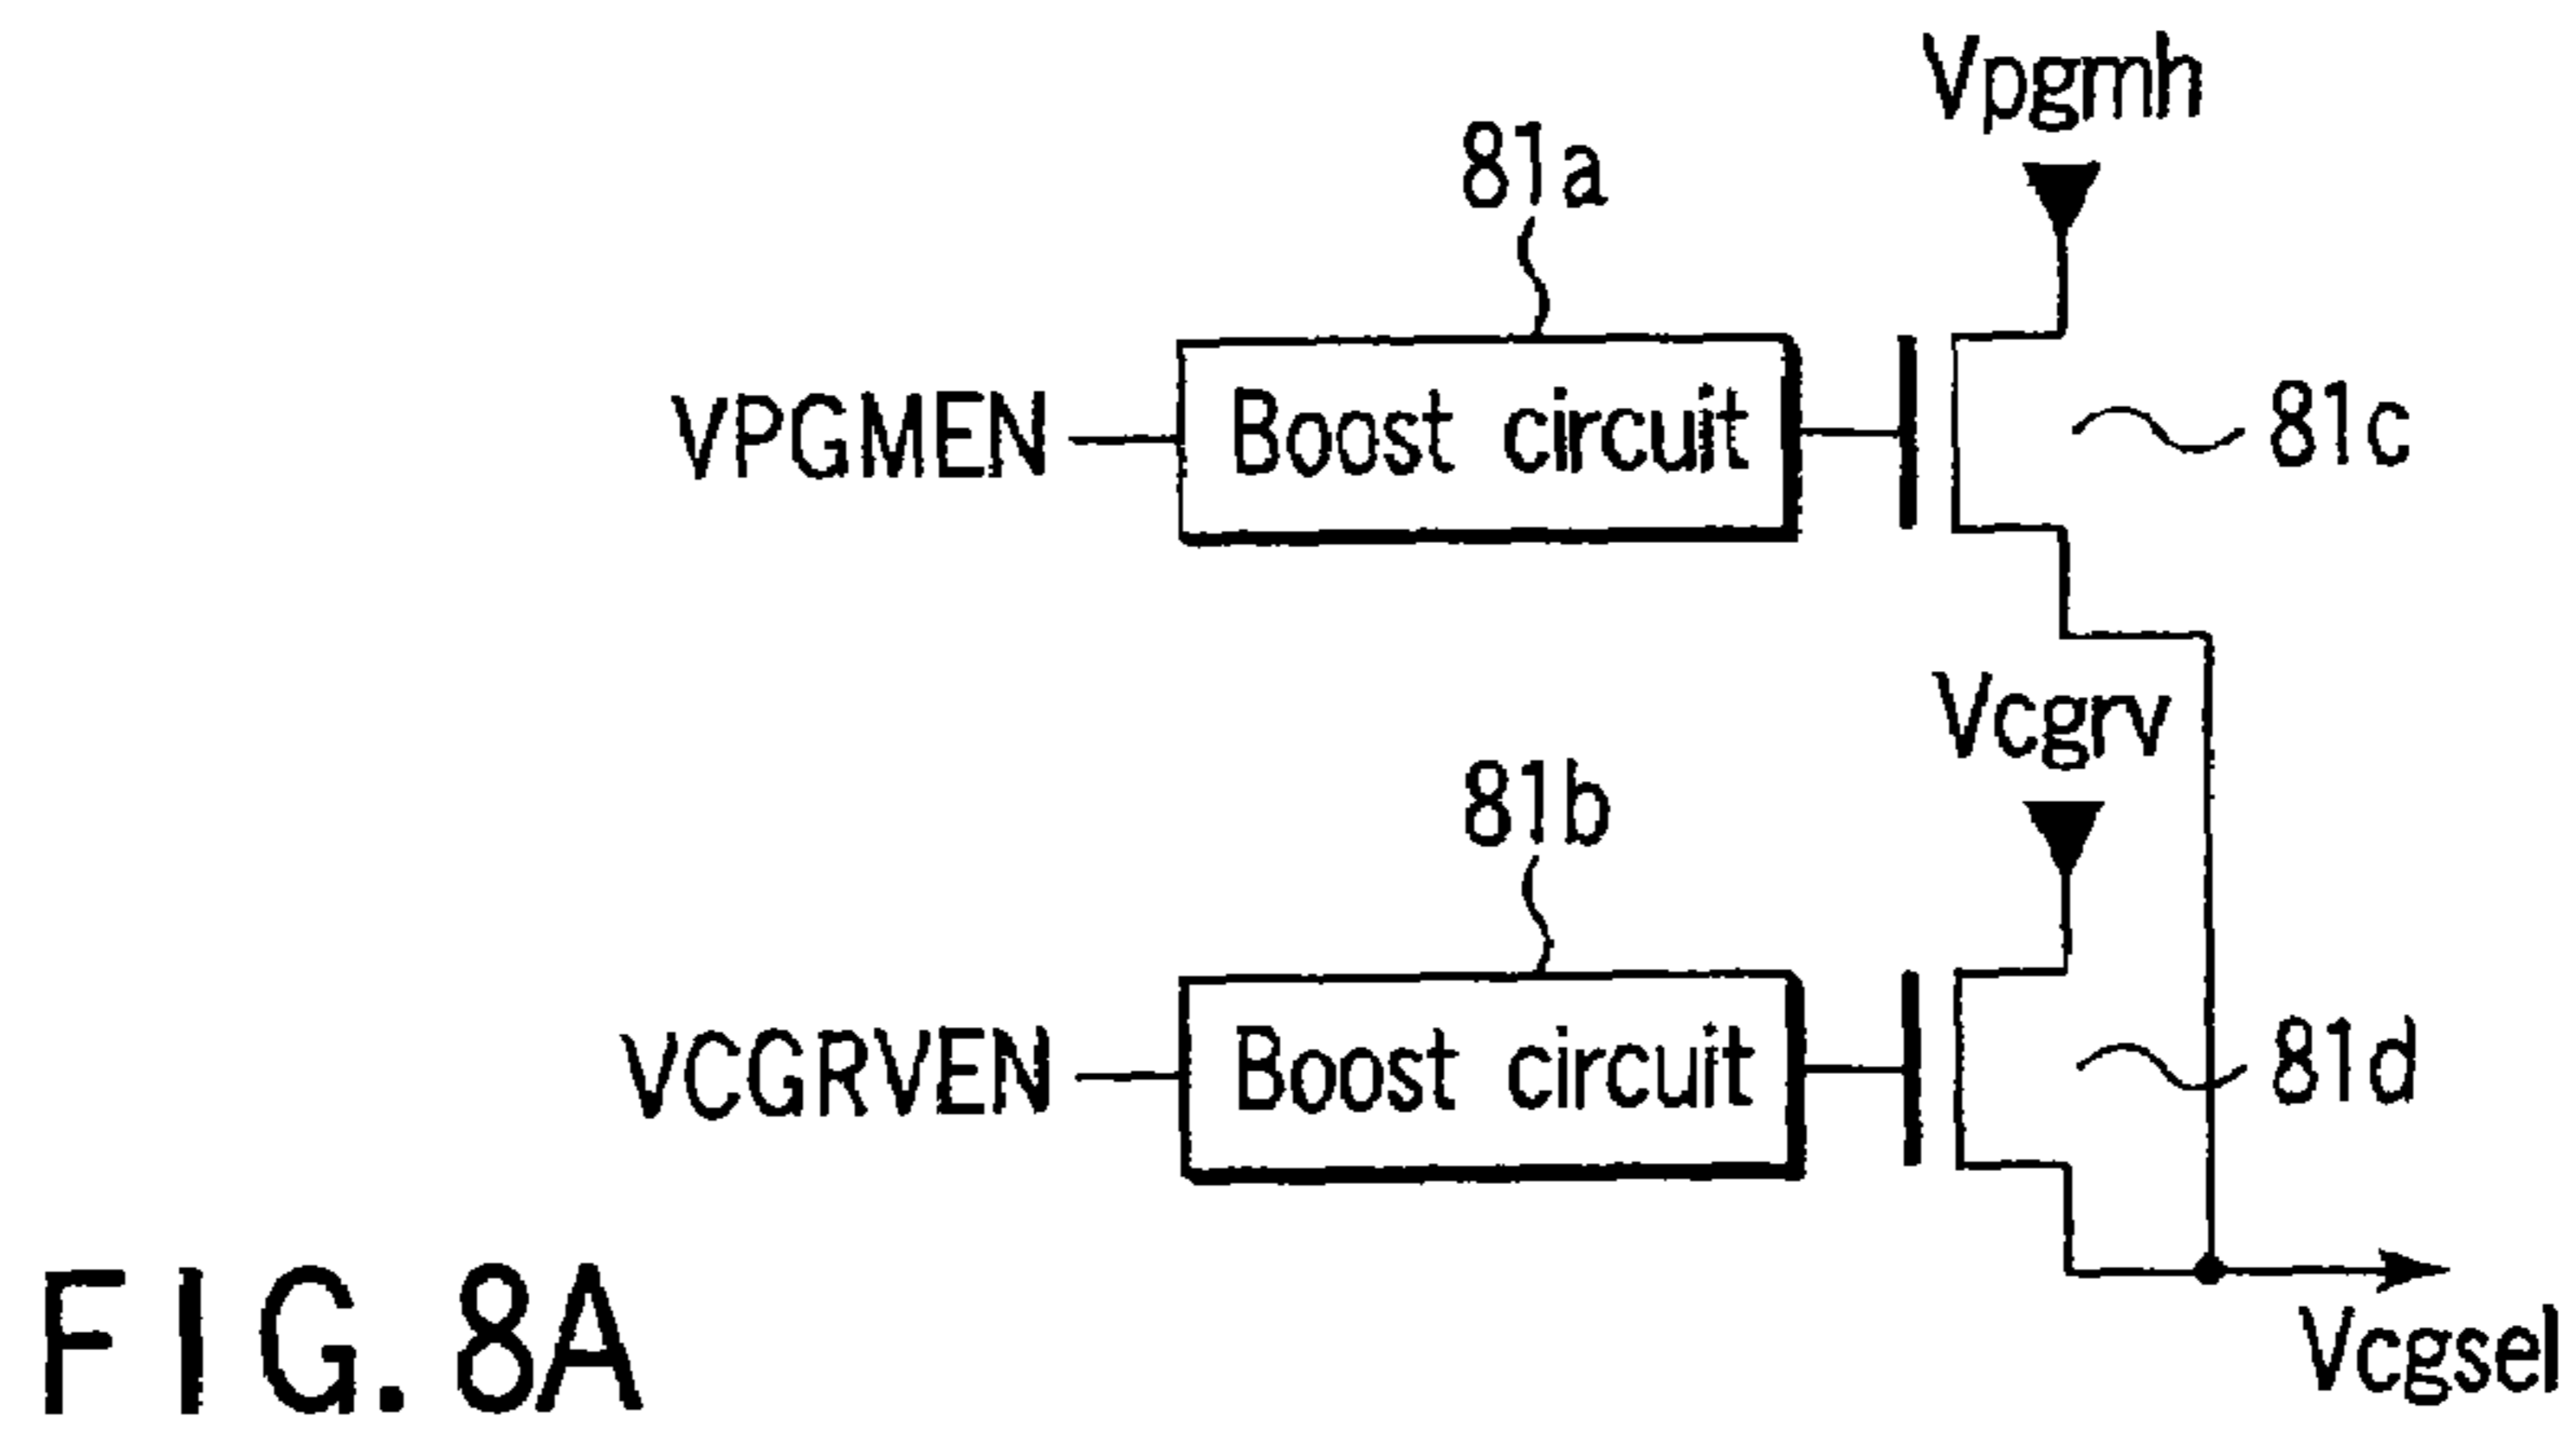 Vpgmh
81a
VPGMEN
Boost circuit
81c
Vcgrv
81b
VCGRVEN
Boost circuit
81d
Vcgsel
FIG. 8A